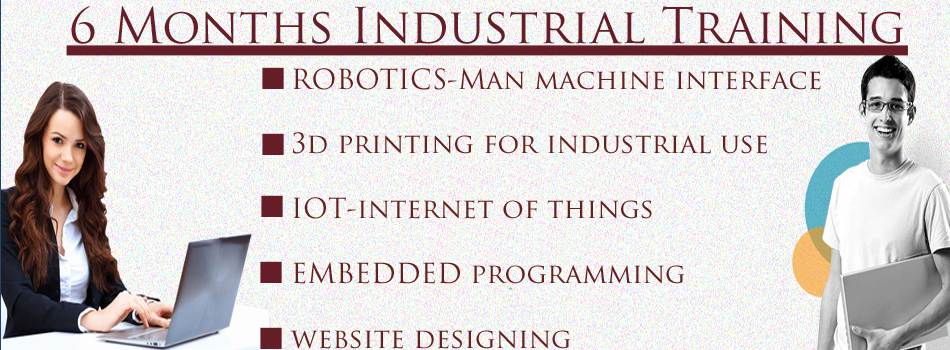 6 Months Industrial Training
ROBOTICS-Man machine interface
3D printing for industrial use
IOT-internet of things
EMBEDDED programming
website designing